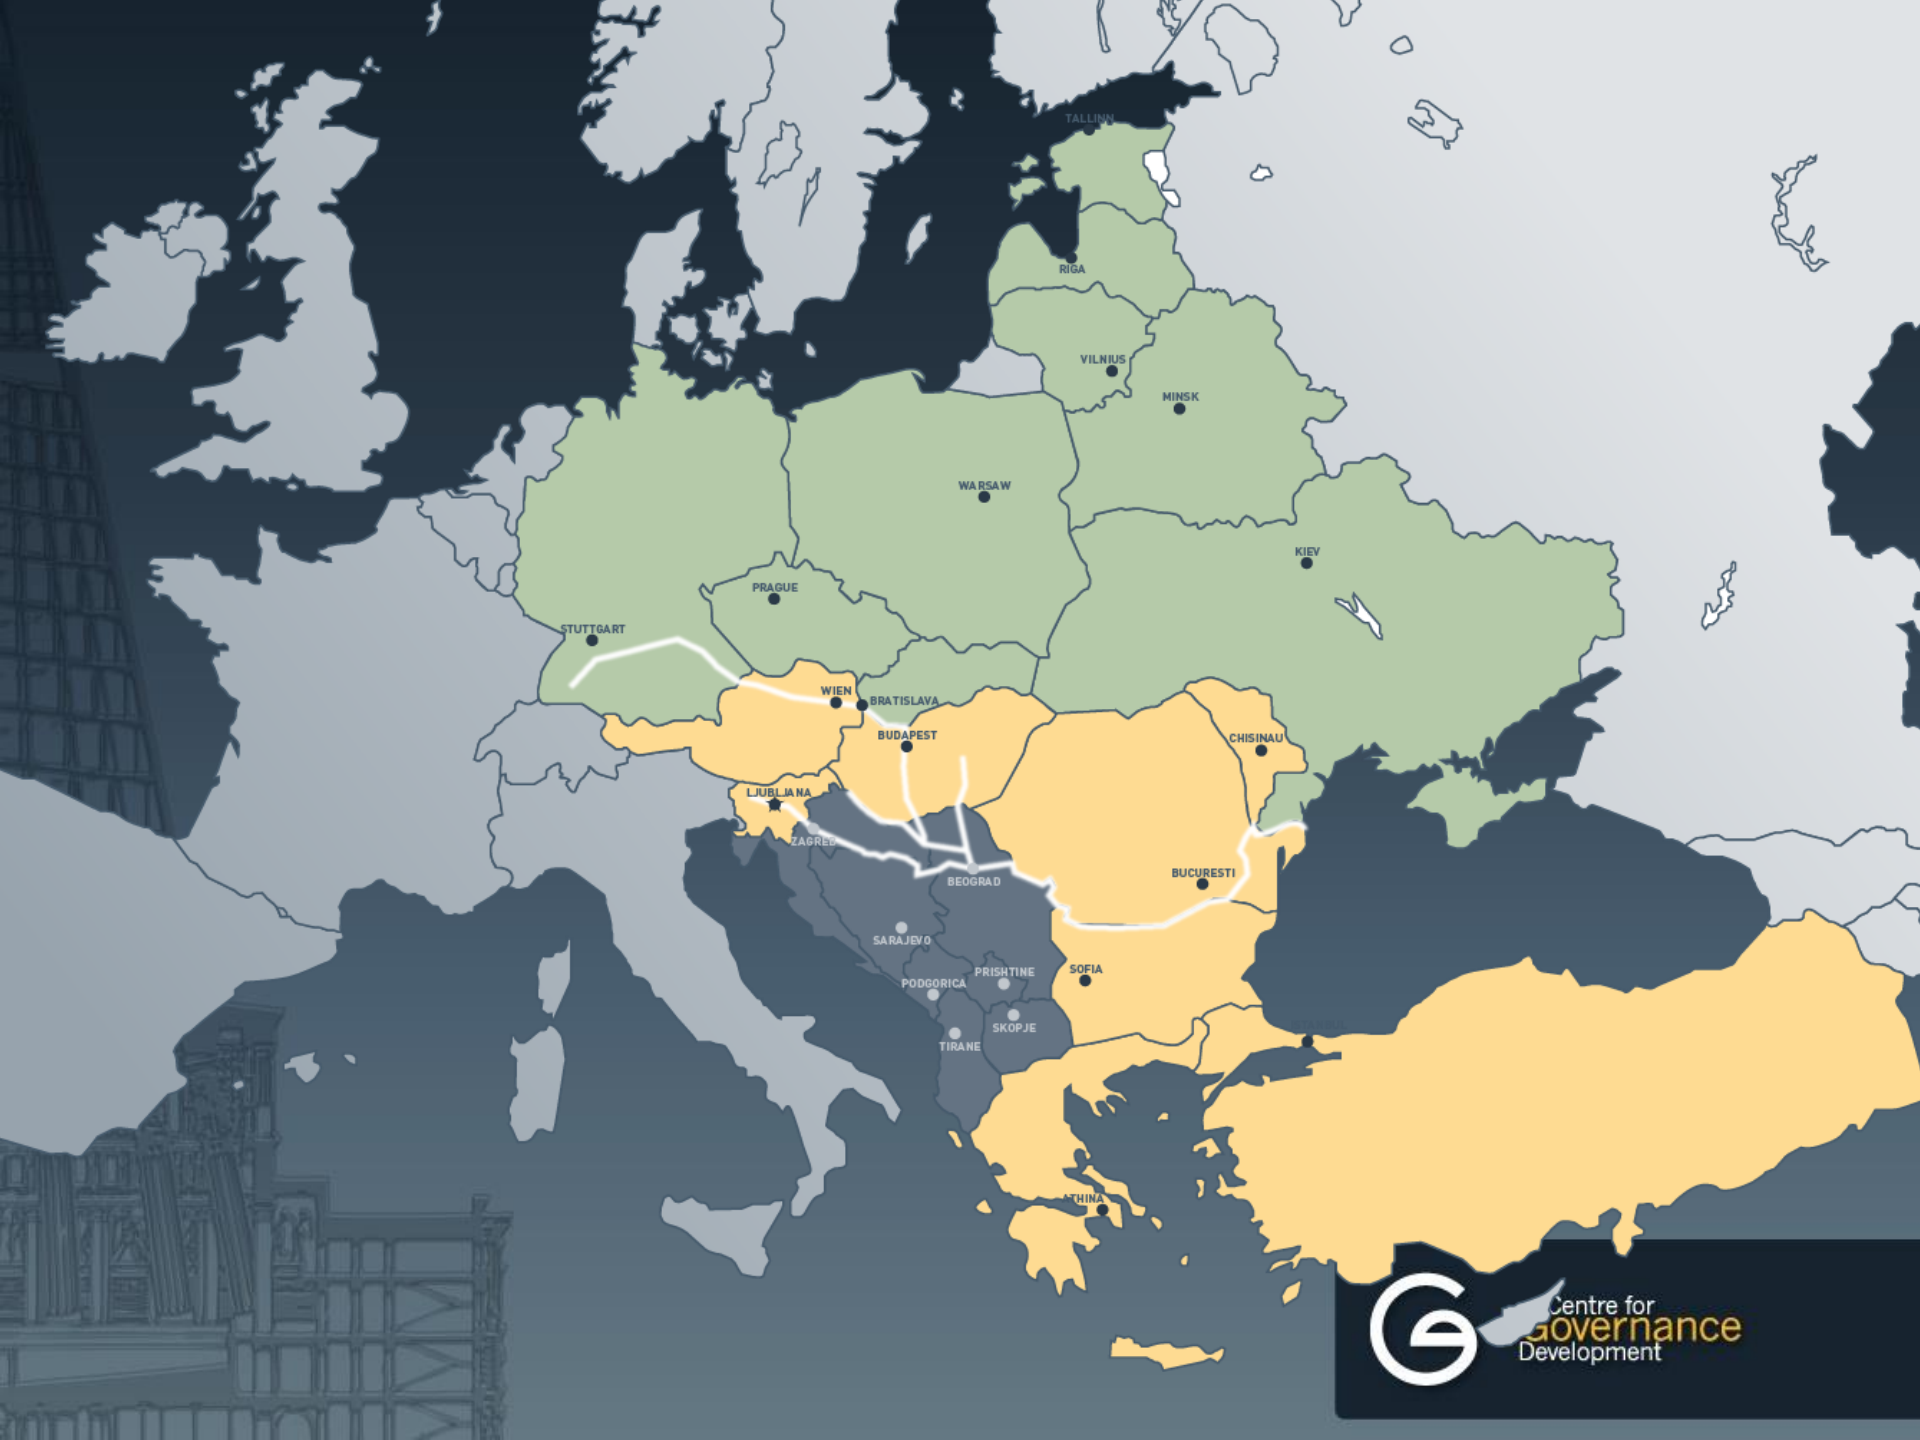 TALLINN
RIGA
VILNIUS
MINSK
WARSAW
KIEV
PRAGUE
STUTTGART
WIEN
BRATISLAVA
BUDAPEST
CHISINAU
LJUBLJANA
ZAGREB
BEOGRAD
BUCURESTI
SARAJEVO
PRISHTINE
SOFIA
PODGORICA
SKOPJE
TIRANE
ATHINA
Centre for
Governance
Development